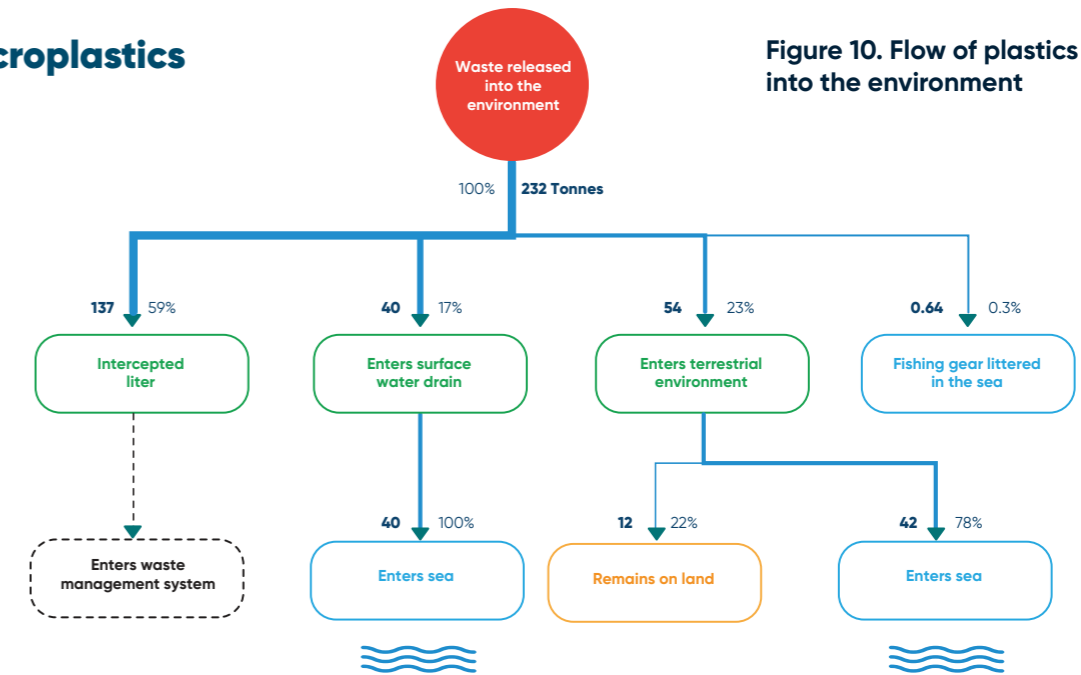 croplastics
Figure 10. Flow of plastics
into the environment
Waste released
into the
environment
100% 232 Tonnes
137 59%
40 17%
54 23%
0.64 0.3%
Intercepted
liter
Enters surface
water drain
Enters terrestrial
environment
Fishing gear littered
in the sea
40 100%
12 22%
42 78%
Enters waste
management system
Enters sea
Remains on land
Enters sea